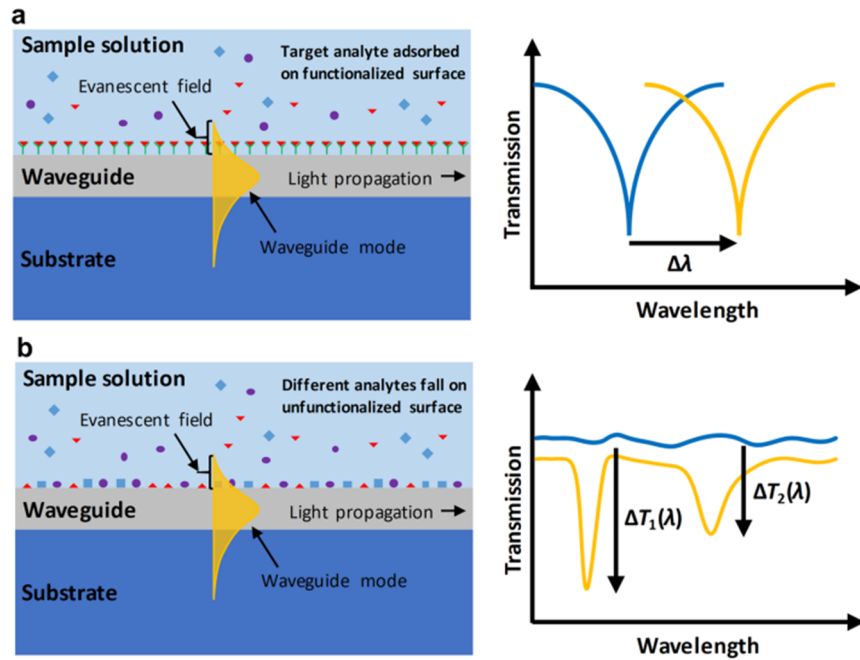 a
Sample solution
Target analyte adsorbed
on functionalized surface
Evanescent field
Waveguide
Light propagation
Waveguide mode
Substrate
Transmission
Δλ
Wavelength
b
Sample solution
Different analytes fall on
unfunctionalized surface
Evanescent field
Waveguide
Light propagation
Waveguide mode
Substrate
Transmission
ΔT₁(λ)
ΔT₂(λ)
Wavelength